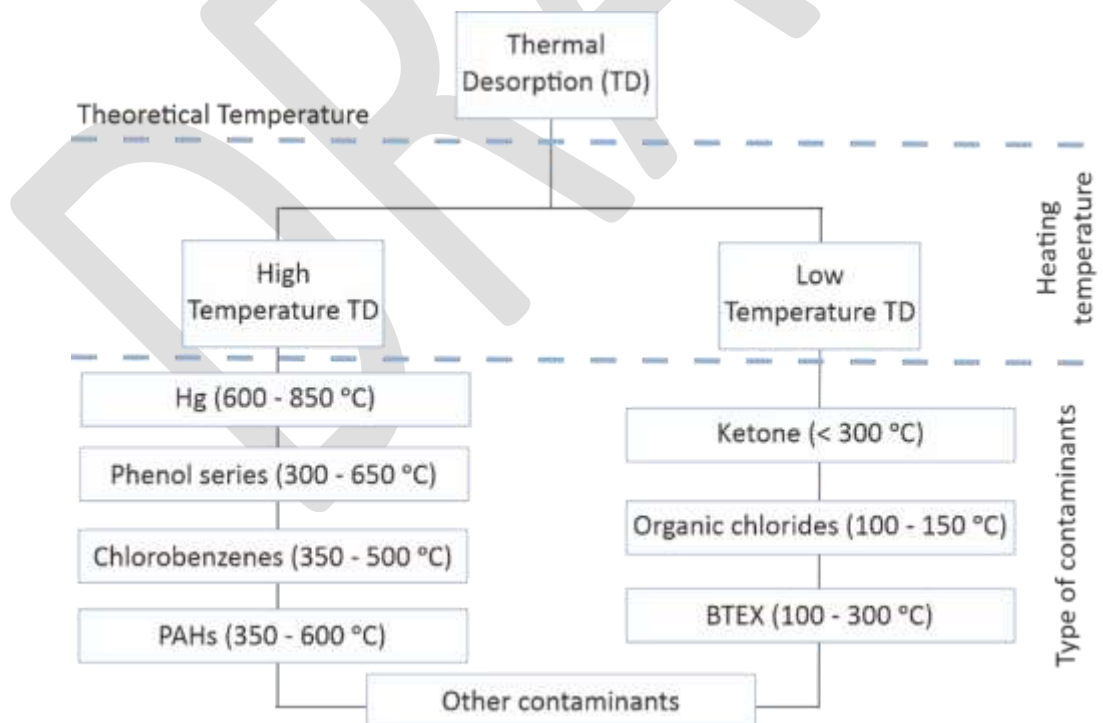 Thermal
Desorption (TD)
Theoretical Temperature
Heating
temperature
High
Temperature TD
Low
Temperature TD
Hg (600 - 850 °C)
Phenol series (300 - 650 °C)
Chlorobenzenes (350 - 500 °C)
PAHs (350 - 600 °C)
Ketone (< 300 °C)
Organic chlorides (100 - 150 °C)
BTEX (100 - 300 °C)
Type of contaminants
Other contaminants